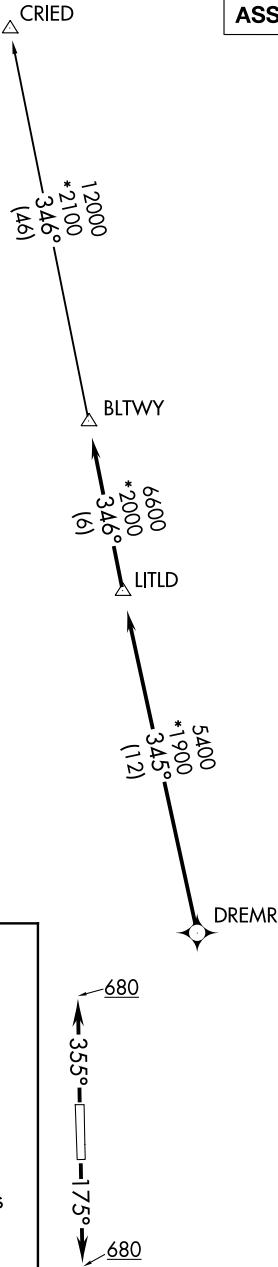 CRIED
ASS
12000
*2100
346°
(46)
BLTWY
6600
*2000
346°
(6)
LITLD
5400
*1900
345°
(12)
DREMR
680
355°
175°
680
s